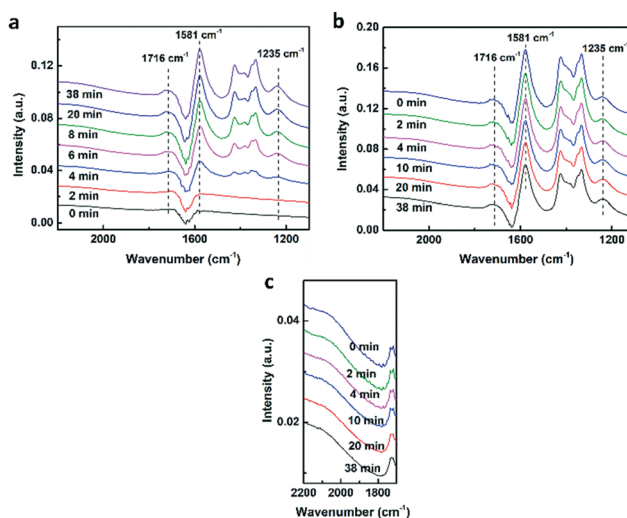 a
1581 cm-1
1716 cm-1
1235 cm-1
0.12
0.08
0.04
0.00
38 min
20 min
8 min
6 min
4 min
2 min
0 min
2000
1600
1200
Wavenumber (cm-1)
Intensity (a.u.)
b
1581 cm-1
1716 cm-1
1235 cm-1
0.20
0.16
0.12
0.08
0.04
0.00
0 min
2 min
4 min
10 min
20 min
38 min
2000
1600
1200
Wavenumber (cm-1)
Intensity (a.u.)
c
0.04
0.02
0 min
2 min
4 min
10 min
20 min
38 min
2200
2000
1800
Wavenumber (cm-1)
Intensity (a.u.)